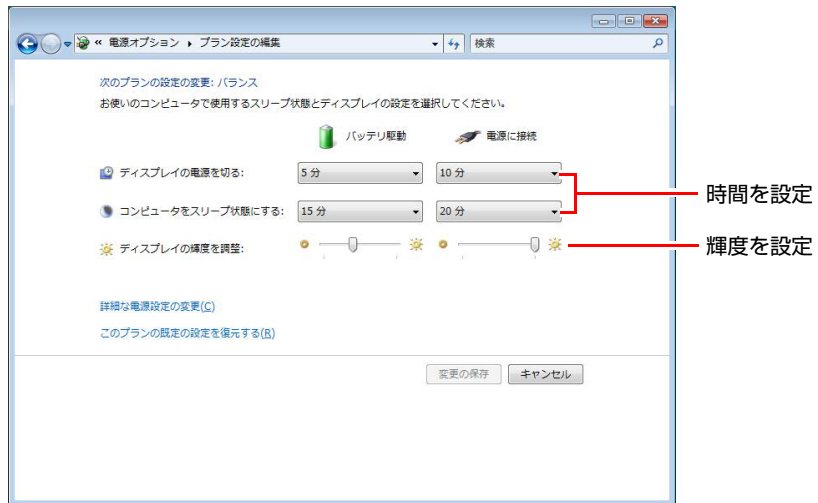 « 電源オプション ▸ プラン設定の編集
検索
次のプランの設定の変更: バランス
お使いのコンピュータで使用するスリープ状態とディスプレイの設定を選択してください。
バッテリ駆動 電源に接続
ディスプレイの電源を切る: 5 分 10 分
時間を設定
コンピュータをスリープ状態にする: 15 分 20 分
ディスプレイの輝度を調整:
輝度を設定
詳細な電源設定の変更(C)
このプランの既定の設定を復元する(R)
変更の保存 キャンセル